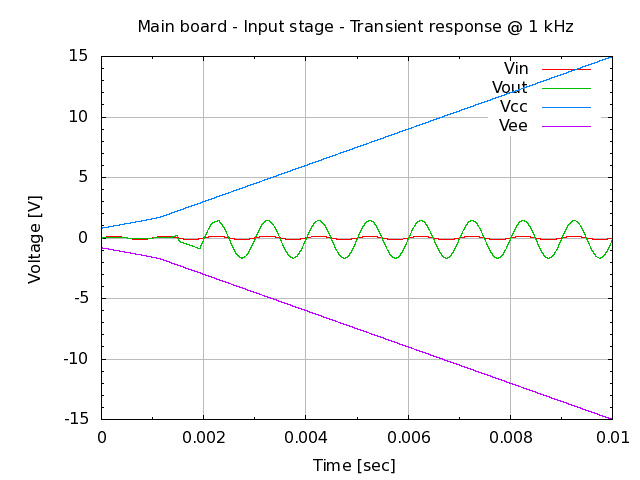 Main board - Input stage - Transient response @ 1 kHz
Vin
Vout
Vcc
Vee
15
10
5
0
-5
-10
-15
Voltage [V]
0 0.002 0.004 0.006 0.008 0.01
Time [sec]